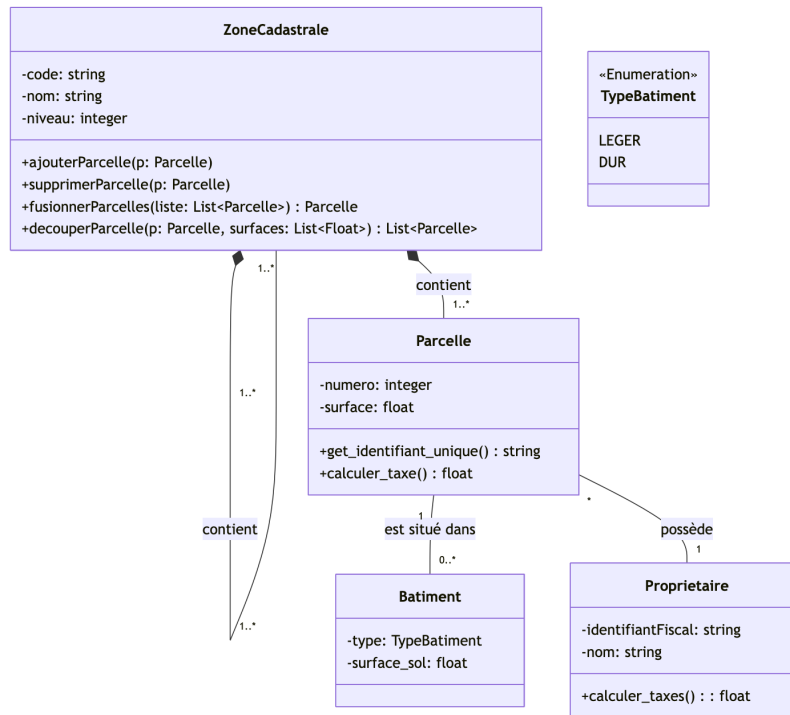 ZoneCadastrale
-code: string
-nom: string
-niveau: integer
+ajouterParcelle(p: Parcelle)
+supprimerParcelle(p: Parcelle)
+fusionnerParcelles(liste: List<Parcelle>) : Parcelle
+decouperParcelle(p: Parcelle, surfaces: List<Float>) : List<Parcelle>
«Enumeration»
TypeBatiment
LEGER
DUR
1..*
contient
1..*
Parcelle
-numero: integer
-surface: float
+get_identifiant_unique() : string
+calculer_taxe() : float
1..*
contient
1..*
1
est situé dans
0..*
*
possède
1
Batiment
-type: TypeBatiment
-surface_sol: float
Proprietaire
-identifiantFiscal: string
-nom: string
+calculer_taxes() : : float